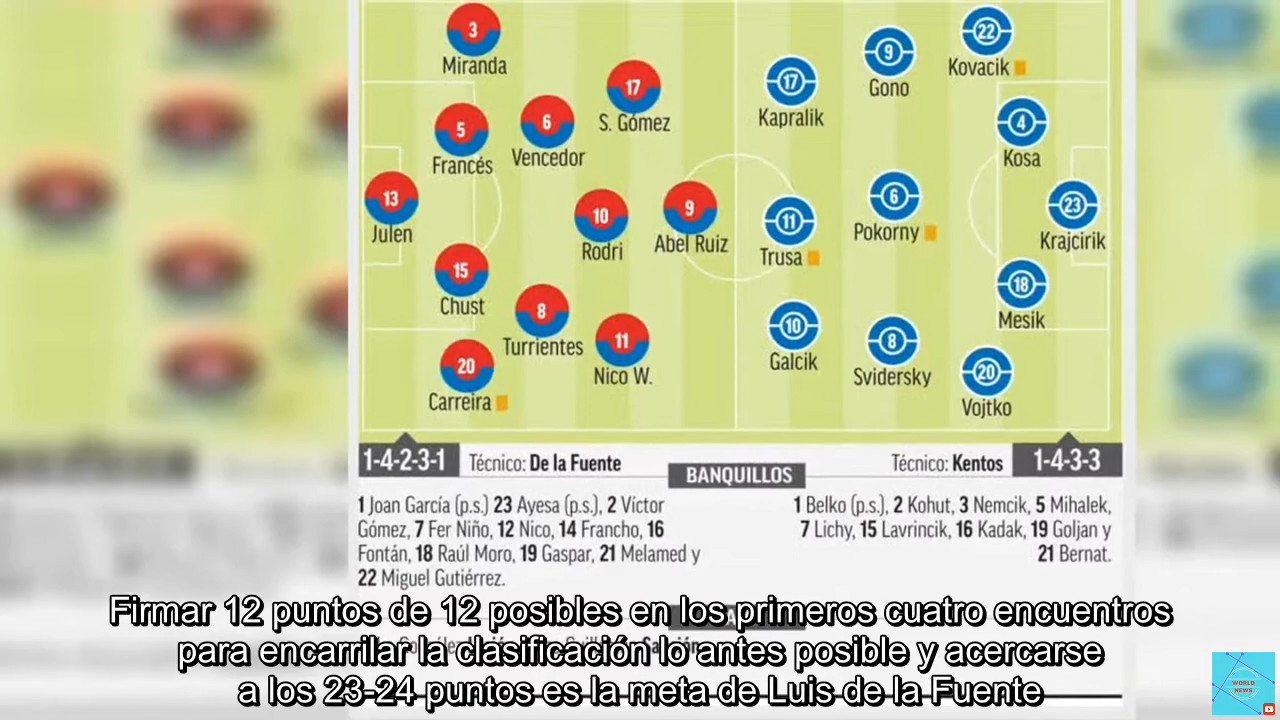 3
Miranda
22
Kovacik
9
Gono
17
S. Gómez
17
Kapralik
6
Vencedor
5
Francés
4
Kosa
13
Julen
10
Rodri
9
Abel Ruiz
11
Trusa
6
Pokorny
23
Krajcirik
15
Chust
8
Turrientes
11
Nico W.
10
Galcik
8
Svidersky
18
Mesik
20
Carreira
20
Vojtko
1-4-2-3-1 Técnico: De la Fuente
BANQUILLOS
Técnico: Kentos 1-4-3-3
1 Joan García (p.s.) 23 Ayesa (p.s.), 2 Víctor
Gómez, 7 Fer Niño, 12 Nico, 14 Francho, 16
Fontán, 18 Raúl Moro, 19 Gaspar, 21 Melamed y
22 Miguel Gutiérrez.
1 Belko (p.s.), 2 Kohut, 3 Nemcik, 5 Mihalek,
7 Lichy, 15 Lavrincik, 16 Kadak, 19 Goljan y
21 Bernat.
Firmar 12 puntos de 12 posibles en los primeros cuatro encuentros
para encarrilar la clasificación lo antes posible y acercarse
a los 23-24 puntos es la meta de Luis de la Fuente
WORLD
NEWS